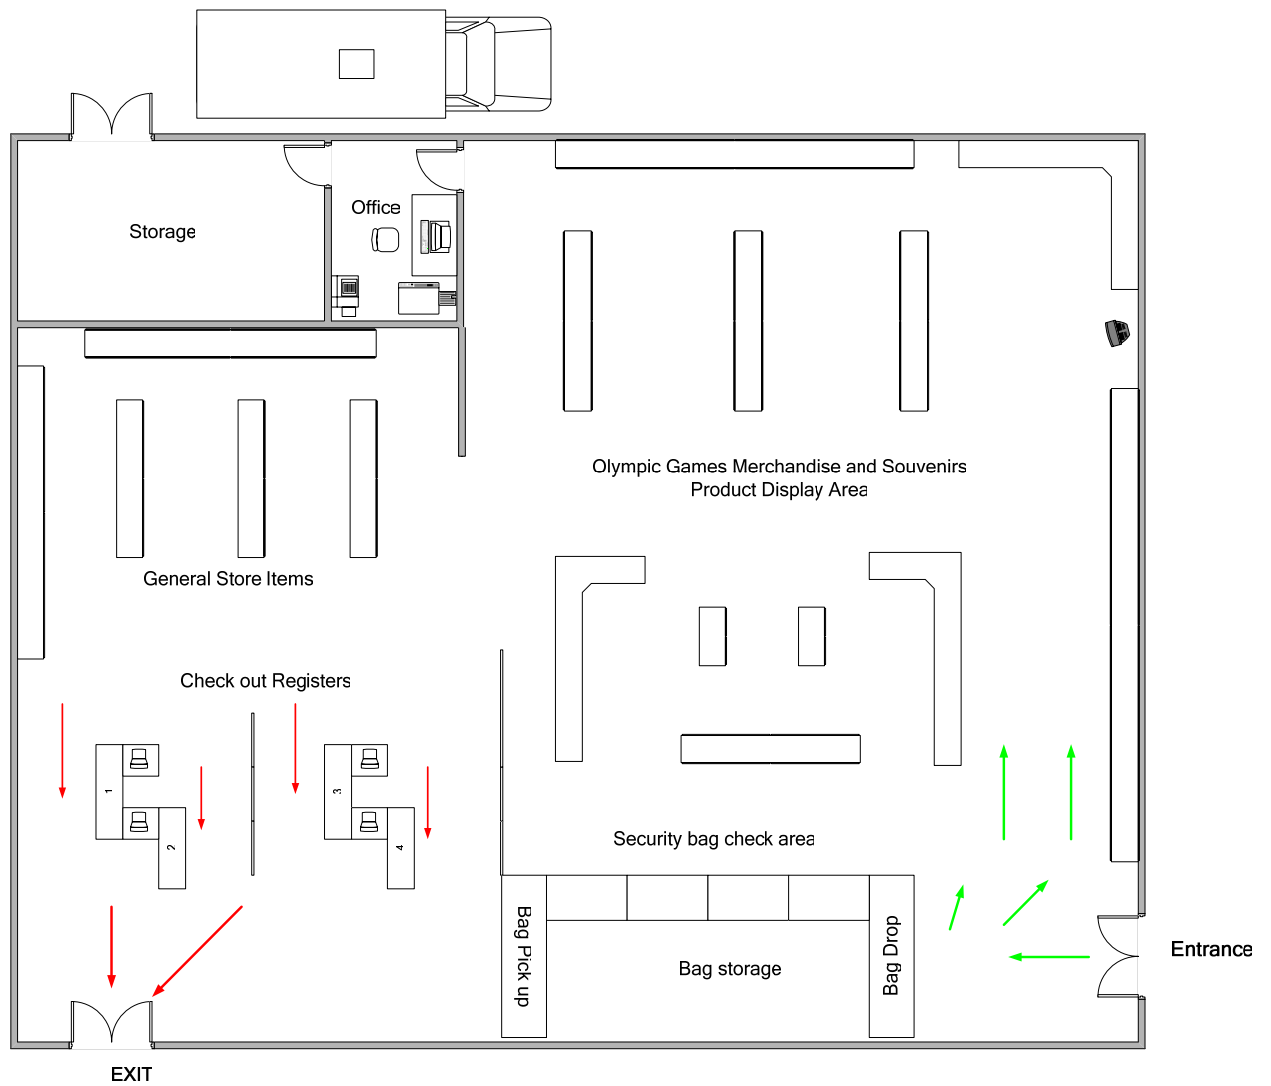 Office
Storage
Olympic Games Merchandise and Souvenirs
Product Display Area
General Store Items
Check out Registers
1
2
3
4
Security bag check area
Bag Pick up
Bag storage
Bag Drop
Entrance
EXIT